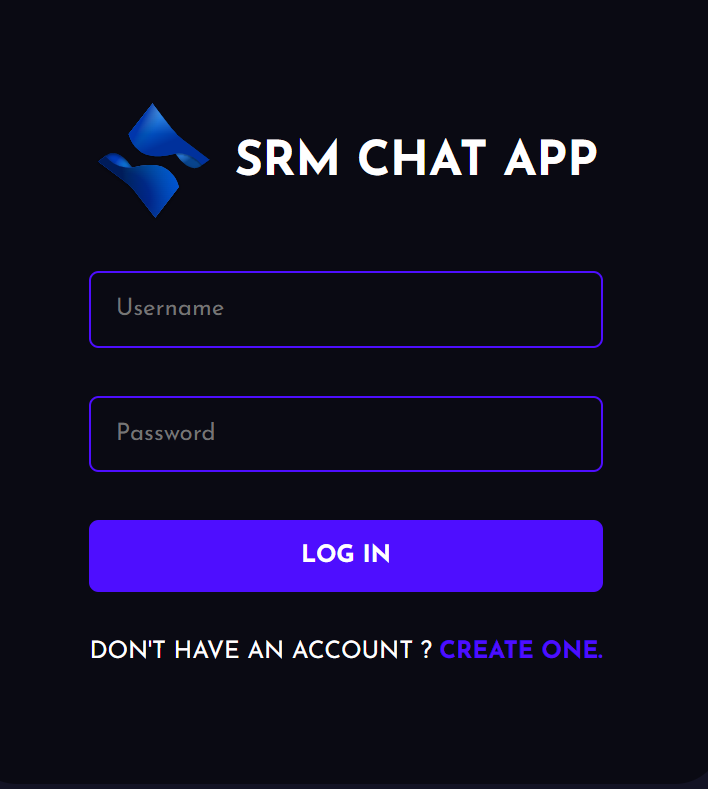 SRM CHAT APP
Username
Password
LOG IN
DON'T HAVE AN ACCOUNT ? CREATE ONE.